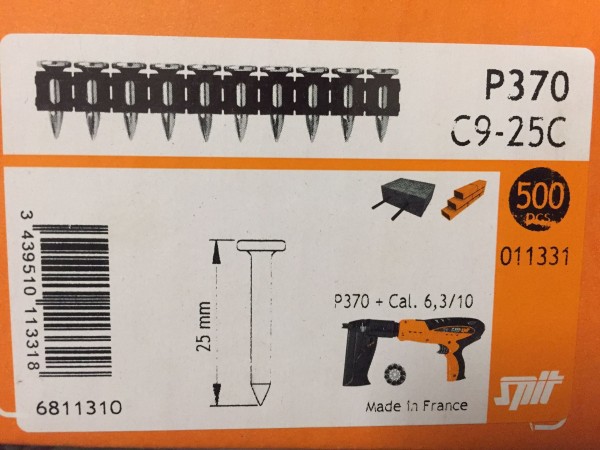 P370
C9-25C
500
PCS.
011331
3 439510 113318
25 mm
P370 + Cal. 6,3/10
SPIT
6811310
Made in France